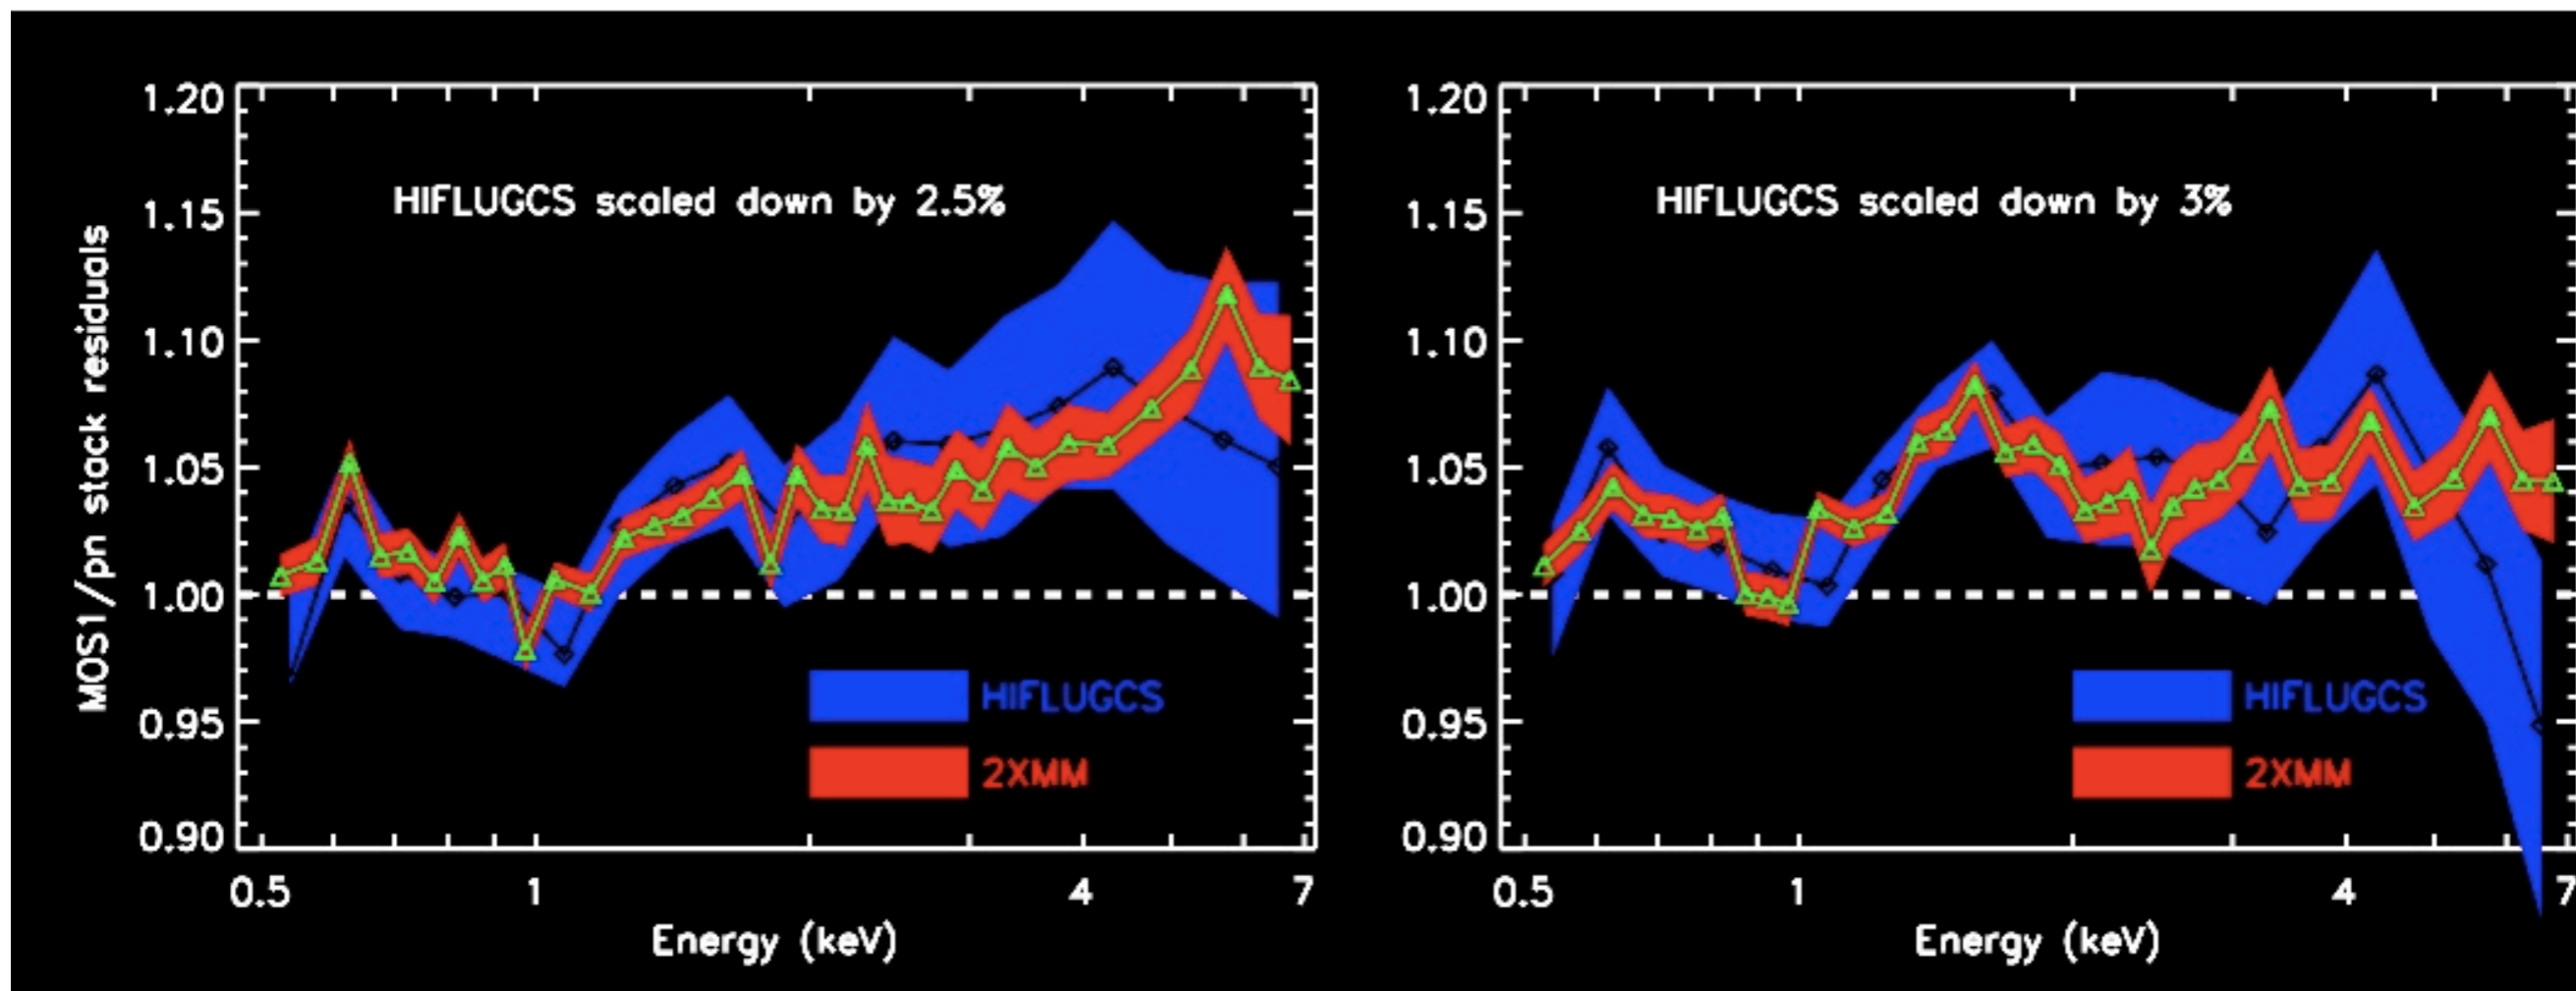 HIFLUGCS scaled down by 2.5%
MOS1/pn stock residuals
1.20
1.15
1.10
1.05
1.00
0.95
0.90
HIFLUGCS
2XMM
0.5 1 4 7
Energy (keV)
HIFLUGCS scaled down by 3%
1.20
1.15
1.10
1.05
1.00
0.95
0.90
HIFLUGCS
2XMM
0.5 1 4 7
Energy (keV)